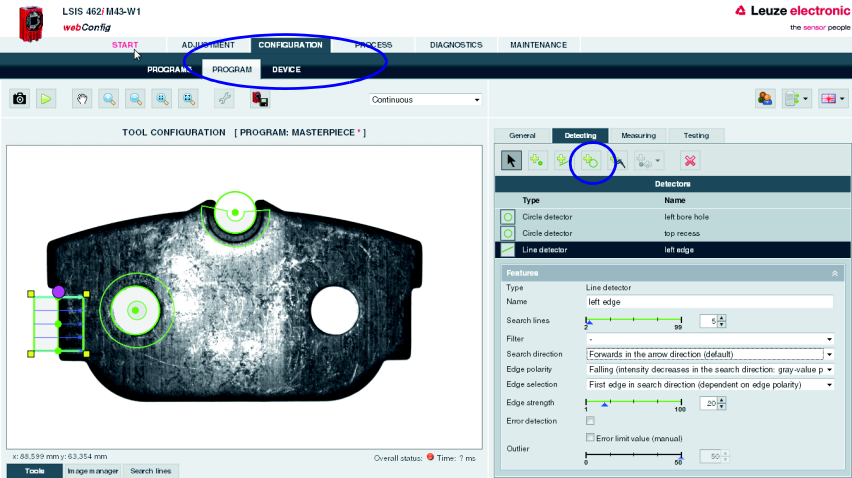 LSIS 462i M43-W1
webConfig
Leuze electronic
the sensor people
START ADJUSTMENT CONFIGURATION PROCESS DIAGNOSTICS MAINTENANCE
PROGRAMS PROGRAM DEVICE
Continuous
TOOL CONFIGURATION [ PROGRAM: MASTERPIECE * ]
General Detecting Measuring Testing
Detectors
Type Name
Circle detector left bore hole
Circle detector top recess
Line detector left edge
Features
Type Line detector
Name left edge
Search lines 2 99 5
Filter -
Search direction Forwards in the arrow direction (default)
Edge polarity Falling (intensity decreases in the search direction: gray-value p
Edge selection First edge in search direction (dependent on edge polarity)
Edge strength 1 100 20
Error detection
Error limit value (manual)
Outlier 0 50 50
x: 88,599 mm y: 63,354 mm
Overall status: Time: ? ms
Tools Image manager Search lines